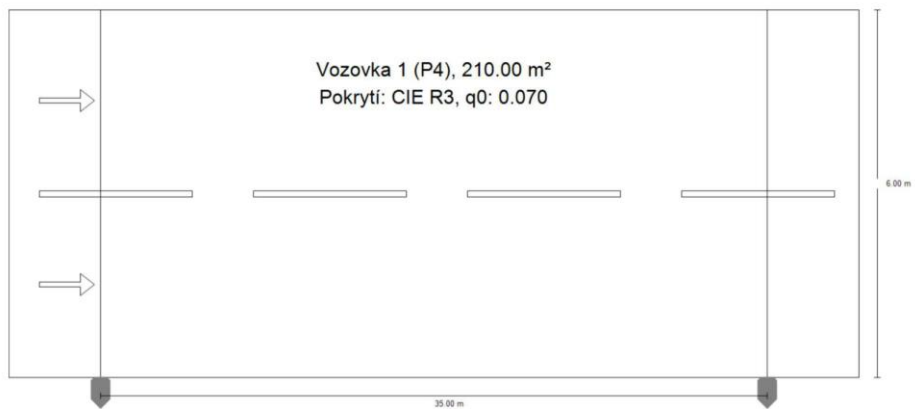 Vozovka 1 (P4), 210.00 m²
Pokrytí: CIE R3, q0: 0.070
6.00 m
35.00 m